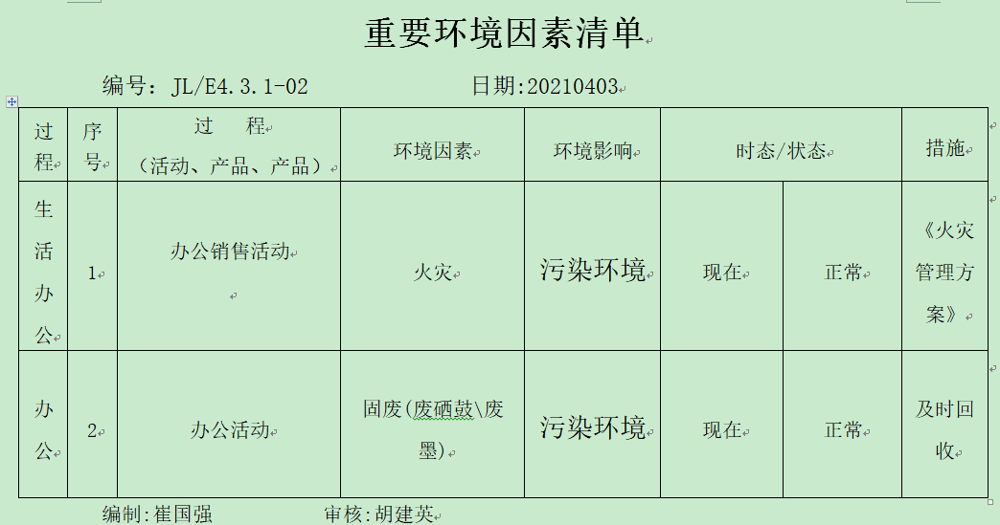 重要环境因素清单
编号: JL/E4.3.1-02 日期:20210403
过程 序号 过 程 (活动、产品、产品) 环境因素 环境影响 时态/状态 措施
生活办公 1 办公销售活动 火灾 污染环境 现在 正常 《火灾管理方案》
办公 2 办公活动 固废(废硒鼓\废墨) 污染环境 现在 正常 及时回收
编制:崔国强 审核:胡建英